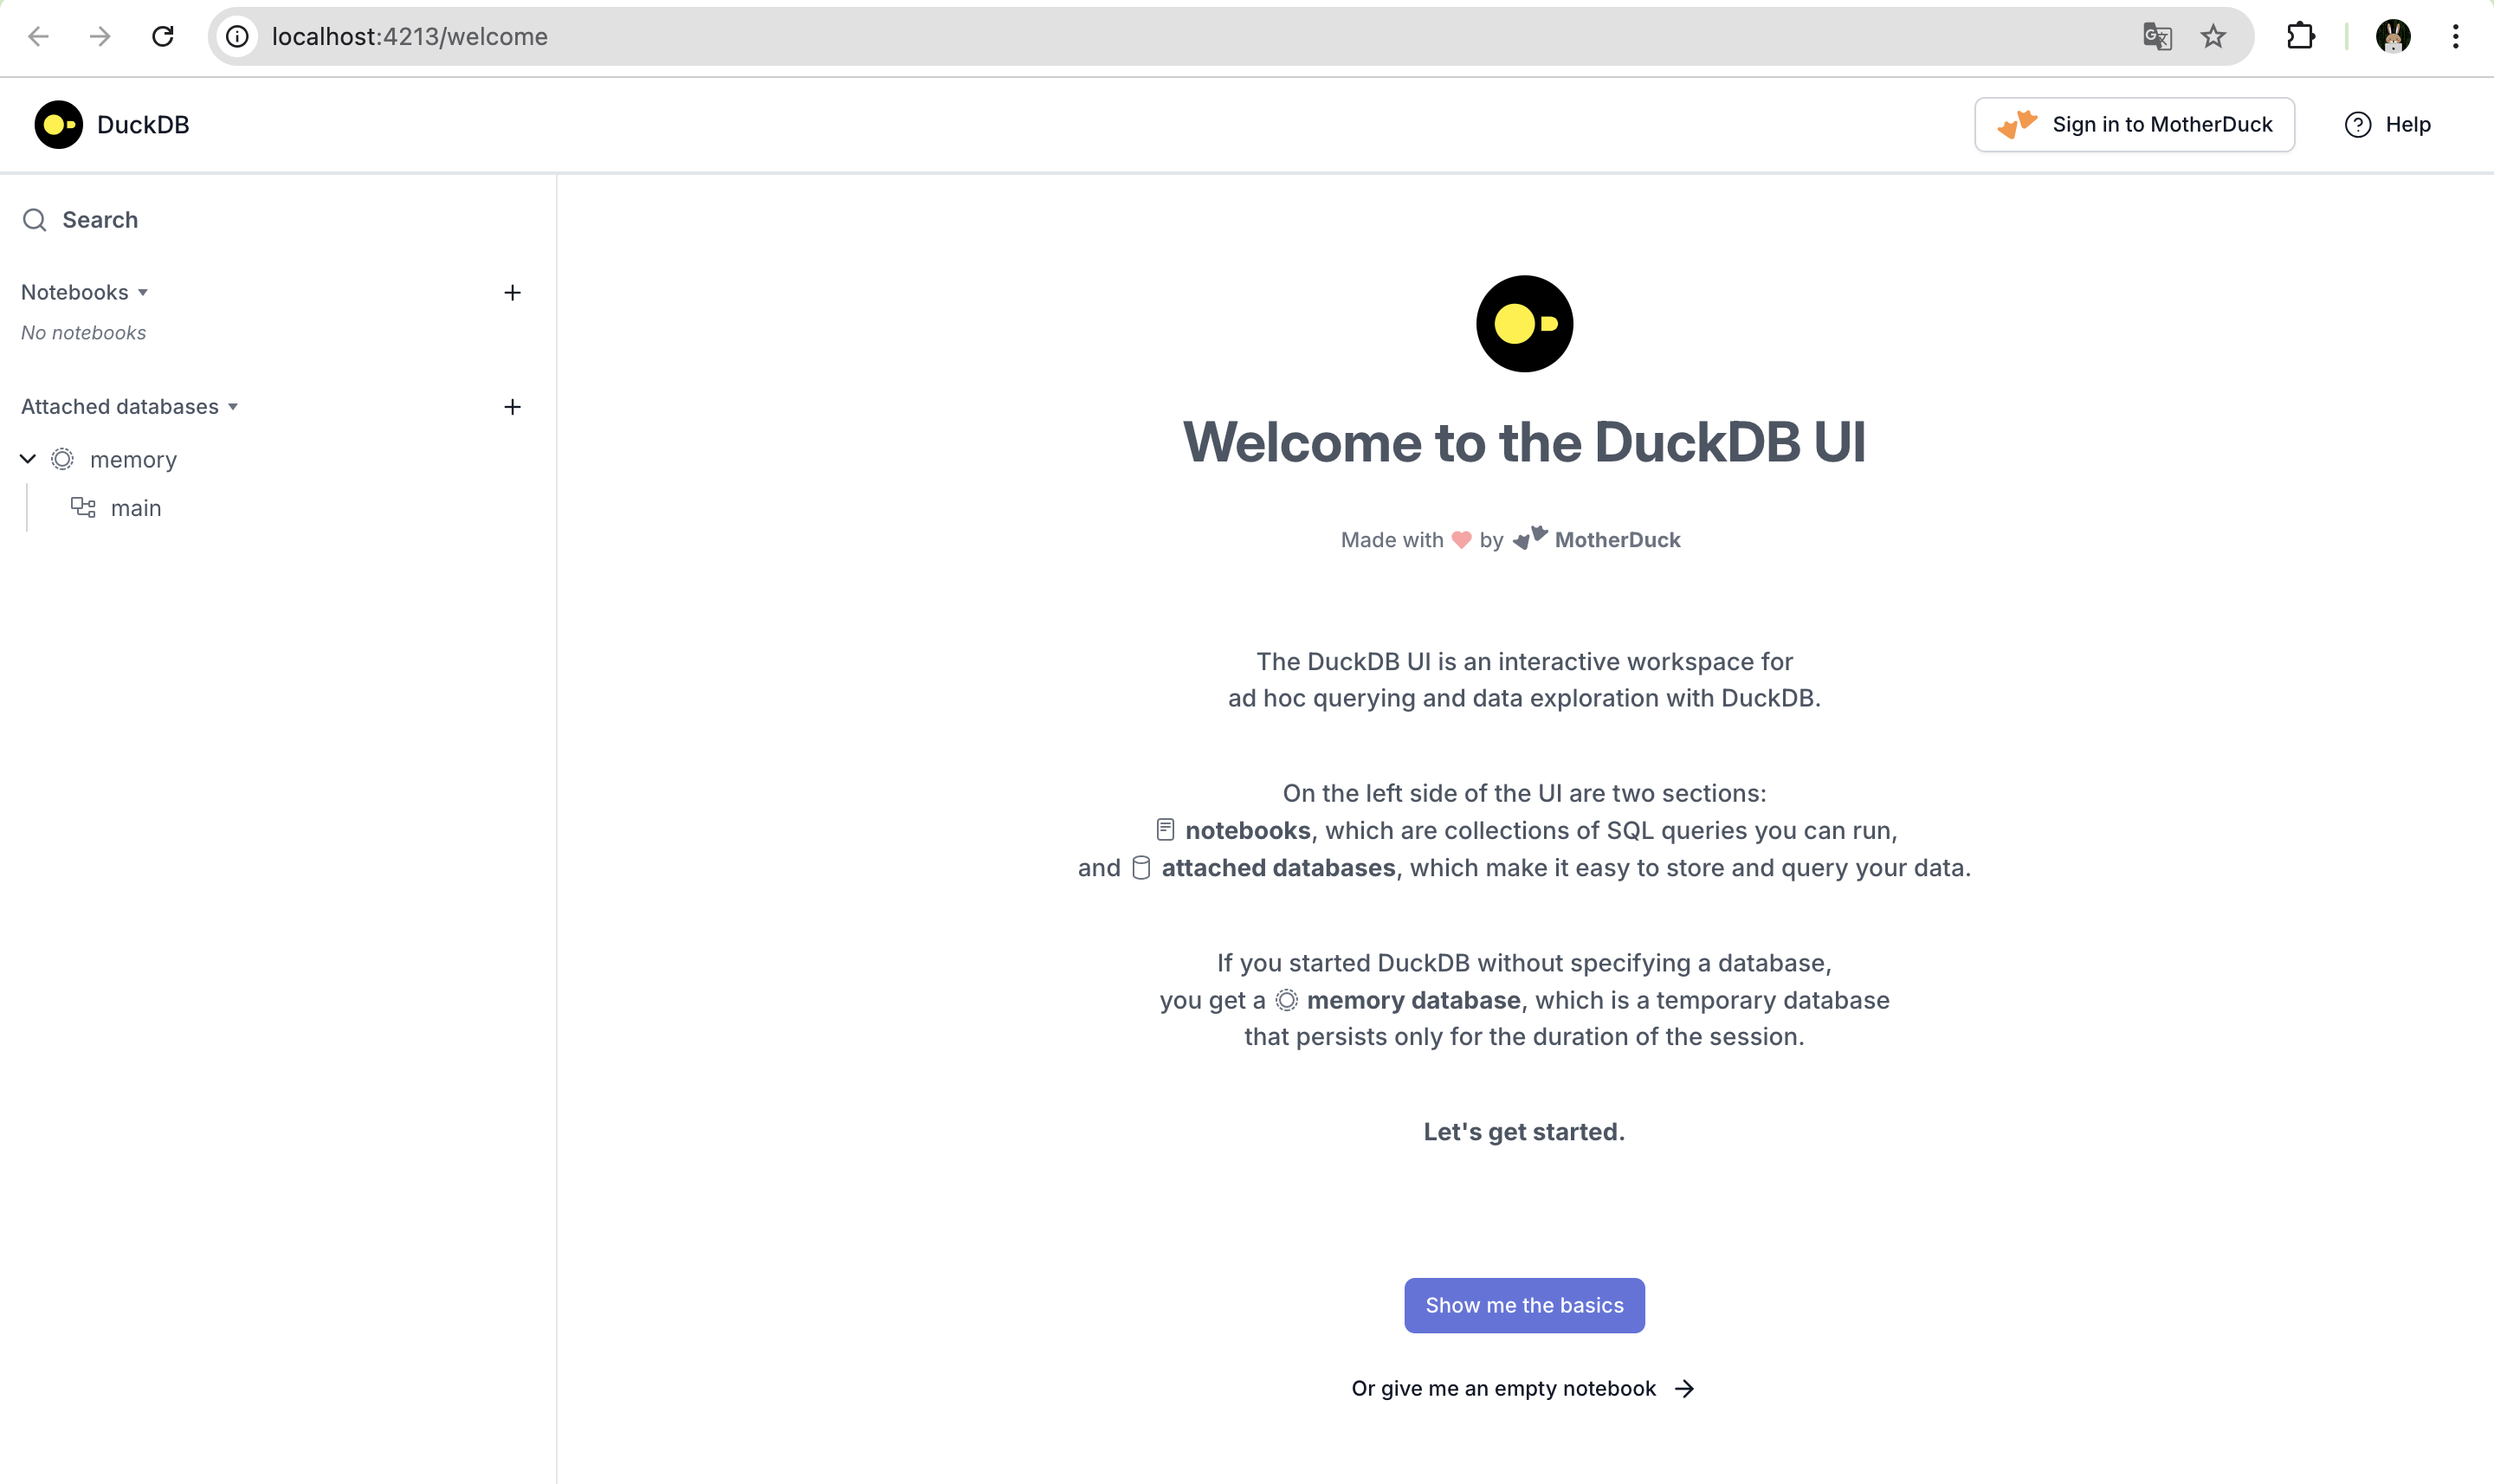 localhost:4213/welcome
DuckDB
Sign in to MotherDuck
Help
Search
Notebooks
No notebooks
Attached databases
memory
main
Welcome to the DuckDB UI
Made with by MotherDuck
The DuckDB UI is an interactive workspace for
ad hoc querying and data exploration with DuckDB.
On the left side of the UI are two sections:
notebooks, which are collections of SQL queries you can run,
and attached databases, which make it easy to store and query your data.
If you started DuckDB without specifying a database,
you get a memory database, which is a temporary database
that persists only for the duration of the session.
Let's get started.
Show me the basics
Or give me an empty notebook